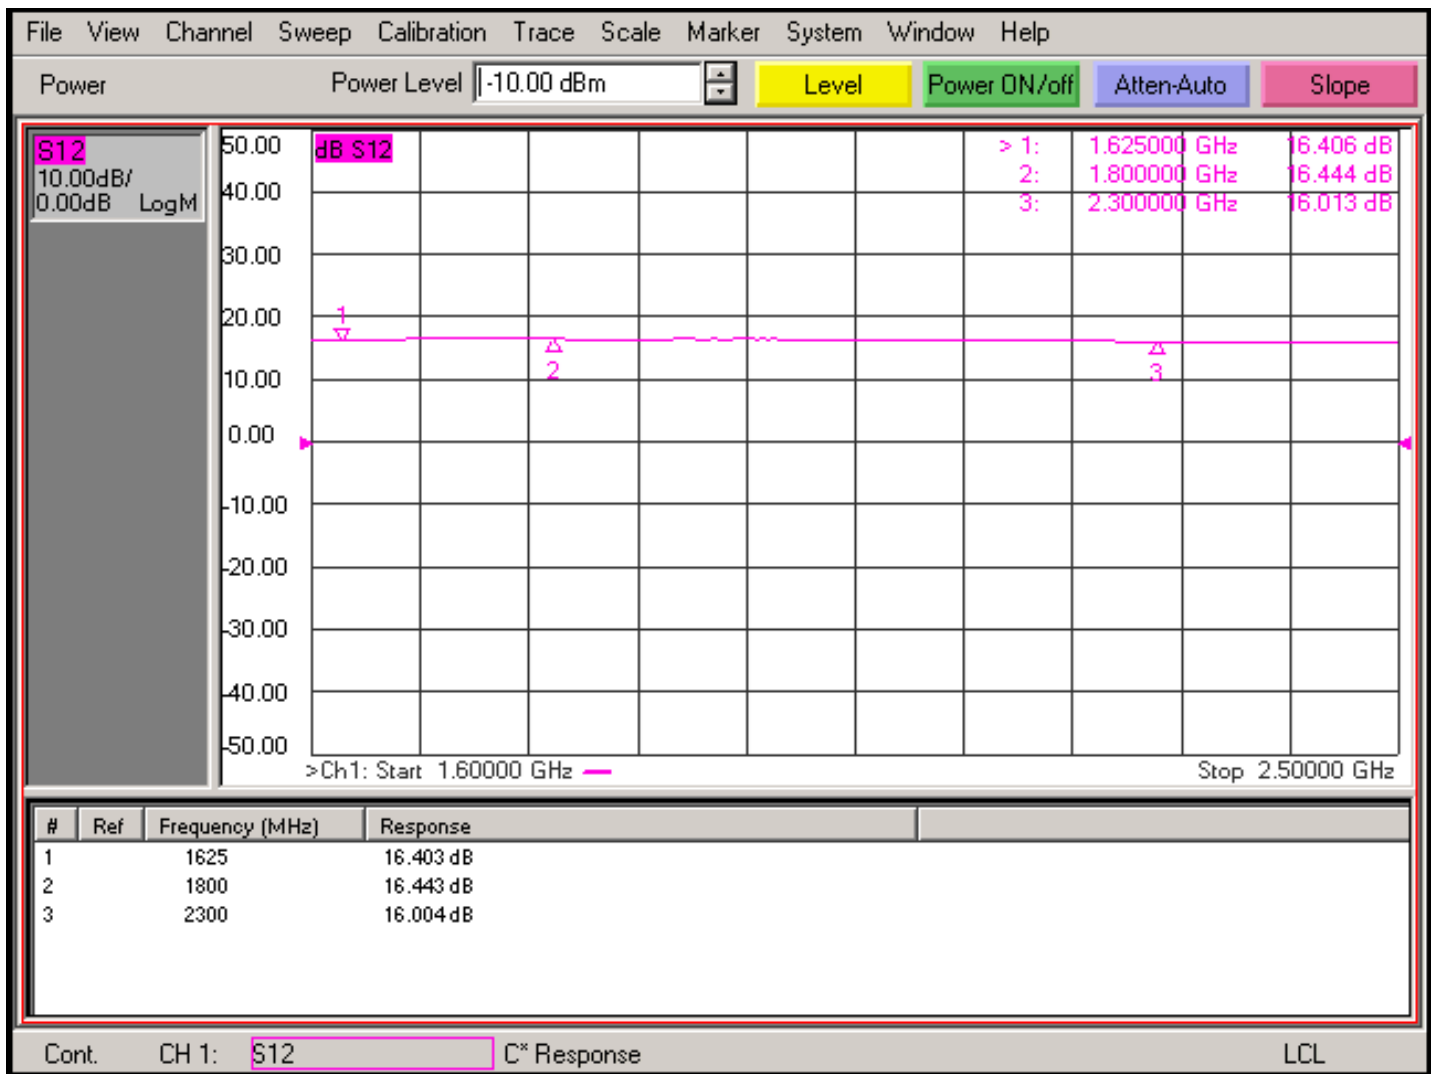 File View Channel Sweep Calibration Trace Scale Marker System Window Help
Power Power Level -10.00 dBm Level Power ON/off Atten-Auto Slope
S12
10.00dB/
0.00dB LogM
50.00
40.00
30.00
20.00
10.00
0.00
-10.00
-20.00
-30.00
-40.00
-50.00
dB S12
> 1: 1.625000 GHz 16.406 dB
2: 1.800000 GHz 16.444 dB
3: 2.300000 GHz 16.013 dB
1
2
3
>Ch1: Start 1.60000 GHz Stop 2.50000 GHz
# Ref Frequency (MHz) Response
1 1625 16.403 dB
2 1800 16.443 dB
3 2300 16.004 dB
Cont. CH 1: S12 C* Response LCL